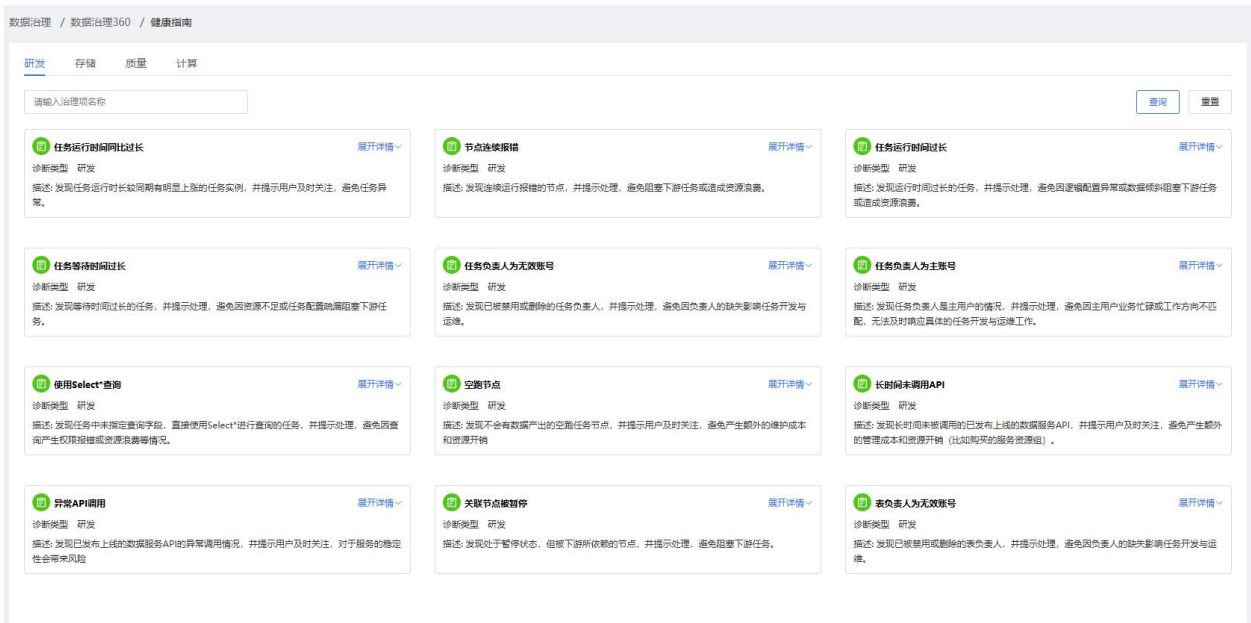 数据治理 / 数据治理360 / 健康指南
研发 存储 质量 计算
请输入治理项名称 查询 重置
任务运行时间同比过长 展开详情
诊断类型 研发
描述: 发现任务运行时长较同期有明显上涨的任务实例，并提示用户及时关注，避免任务异
常。
节点连续报错 展开详情
诊断类型 研发
描述: 发现连续运行报错的节点，并提示处理，避免阻塞下游任务或造成资源浪费。
任务运行时间过长 展开详情
诊断类型 研发
描述: 发现运行时间过长的任务，并提示处理，避免因逻辑配置异常或数据倾斜阻塞下游任务
或造成资源浪费。
任务等待时间过长 展开详情
诊断类型 研发
描述: 发现等待时间过长的任务，并提示处理，避免因资源不足或任务配置疏漏阻塞下游任
务。
任务负责人为无效账号 展开详情
诊断类型 研发
描述: 发现已被禁用或删除的任务负责人，并提示处理，避免因负责人的缺失影响任务开发与
运维。
任务负责人为主账号 展开详情
诊断类型 研发
描述: 发现任务负责人是主用户的情况，并提示处理，避免因主用户业务忙碌或工作方向不匹
配，无法及时响应具体的任务开发与运维工作。
使用Select*查询 展开详情
诊断类型 研发
描述: 发现任务中未指定查询字段，直接使用Select*进行查询的任务，并提示处理，避免因查
询产生权限报错或资源浪费等情况。
空跑节点 展开详情
诊断类型 研发
描述: 发现不会有数据产出的空跑任务节点，并提示用户及时关注，避免产生额外的维护成本
和资源开销
长时间未调用API 展开详情
诊断类型 研发
描述: 发现长时间未被调用的已发布上线的数据服务API，并提示用户及时关注，避免产生额外
的管理成本和资源开销（比如购买的服务资源组）。
异常API调用 展开详情
诊断类型 研发
描述: 发现已发布上线的数据服务API的异常调用情况，并提示用户及时关注，对于服务的稳定
性会带来风险
关联节点被暂停 展开详情
诊断类型 研发
描述: 发现处于暂停状态，但被下游所依赖的节点，并提示处理，避免阻塞下游任务。
表负责人为无效账号 展开详情
诊断类型 研发
描述: 发现已被禁用或删除的表负责人，并提示处理，避免因负责人的缺失影响任务开发与运
维。